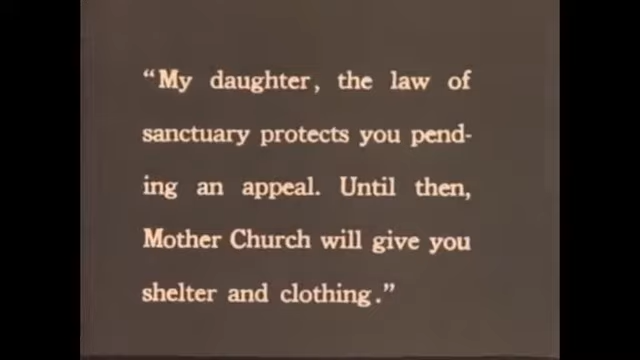 “My daughter, the law of
sanctuary protects you pend-
ing an appeal. Until then,
Mother Church will give you
shelter and clothing.”